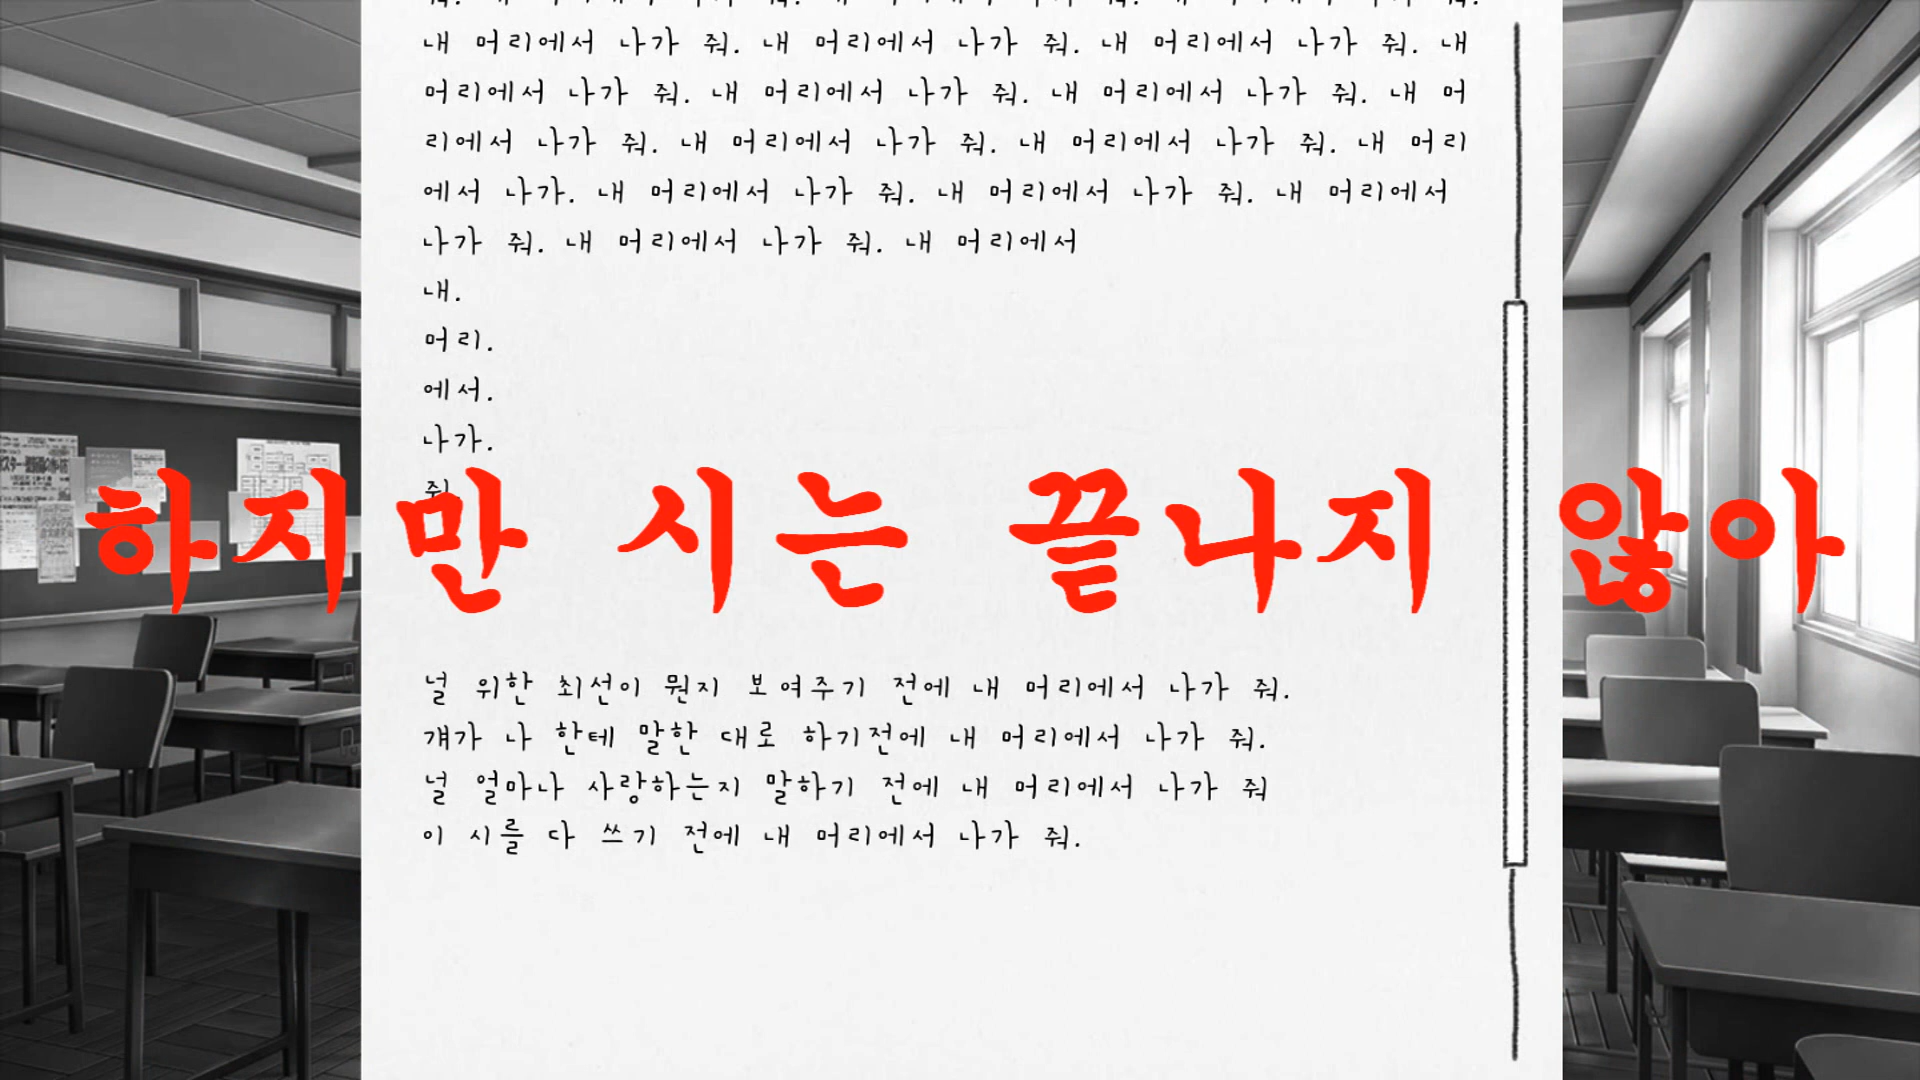 내 머리에서 나가 줘. 내 머리에서 나가 줘. 내 머리에서 나가 줘. 내
머리에서 나가 줘. 내 머리에서 나가 줘. 내 머리에서 나가 줘. 내 머
리에서 나가 줘. 내 머리에서 나가 줘. 내 머리에서 나가 줘. 내 머리
에서 나가. 내 머리에서 나가 줘. 내 머리에서 나가 줘. 내 머리에서
나가 줘. 내 머리에서 나가 줘. 내 머리에서
내.
머리.
에서.
나가.
줘.
하지만 시는 끝나지 않아
널 위한 최선이 뭔지 보여주기 전에 내 머리에서 나가 줘.
걔가 나 한테 말한 대로 하기전에 내 머리에서 나가 줘.
널 얼마나 사랑하는지 말하기 전에 내 머리에서 나가 줘
이 시를 다 쓰기 전에 내 머리에서 나가 줘.